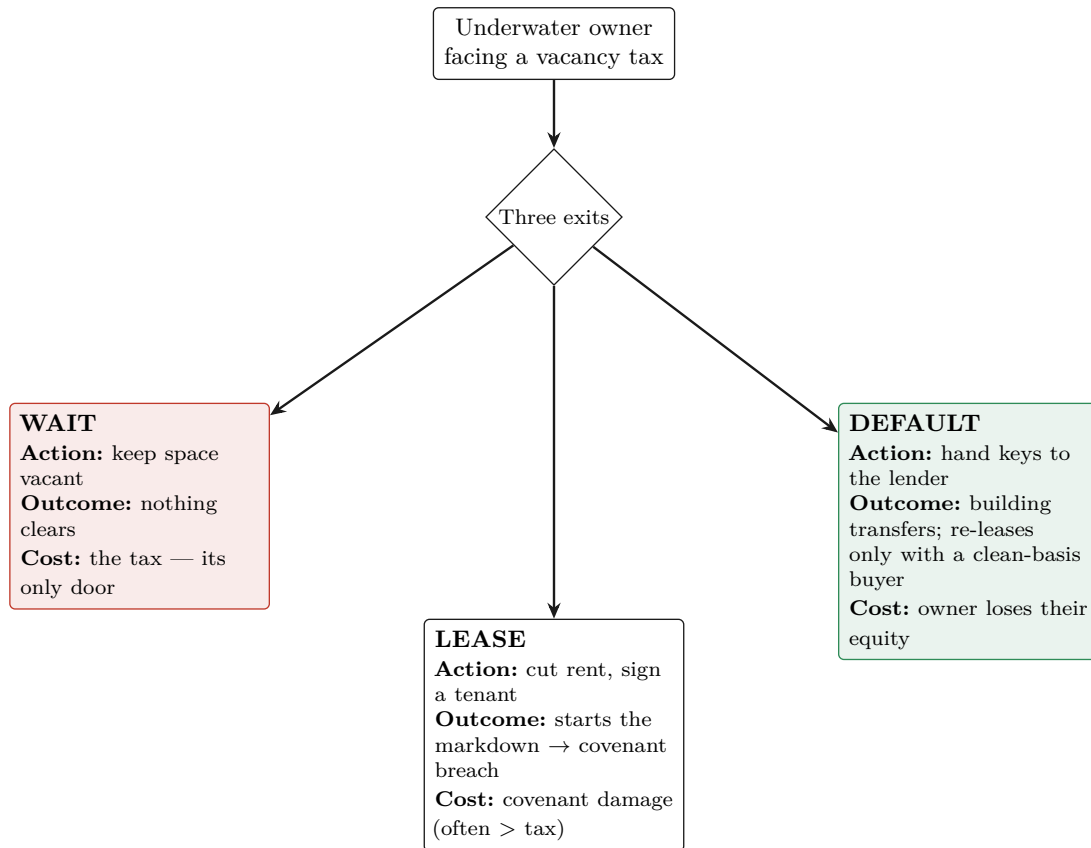 Underwater owner
facing a vacancy tax
Three exits
WAIT
Action: keep space
vacant
Outcome: nothing
clears
Cost: the tax — its
only door
LEASE
Action: cut rent, sign
a tenant
Outcome: starts the
markdown → covenant
breach
Cost: covenant damage
(often > tax)
DEFAULT
Action: hand keys to
the lender
Outcome: building
transfers; re-leases
only with a clean-basis
buyer
Cost: owner loses their
equity